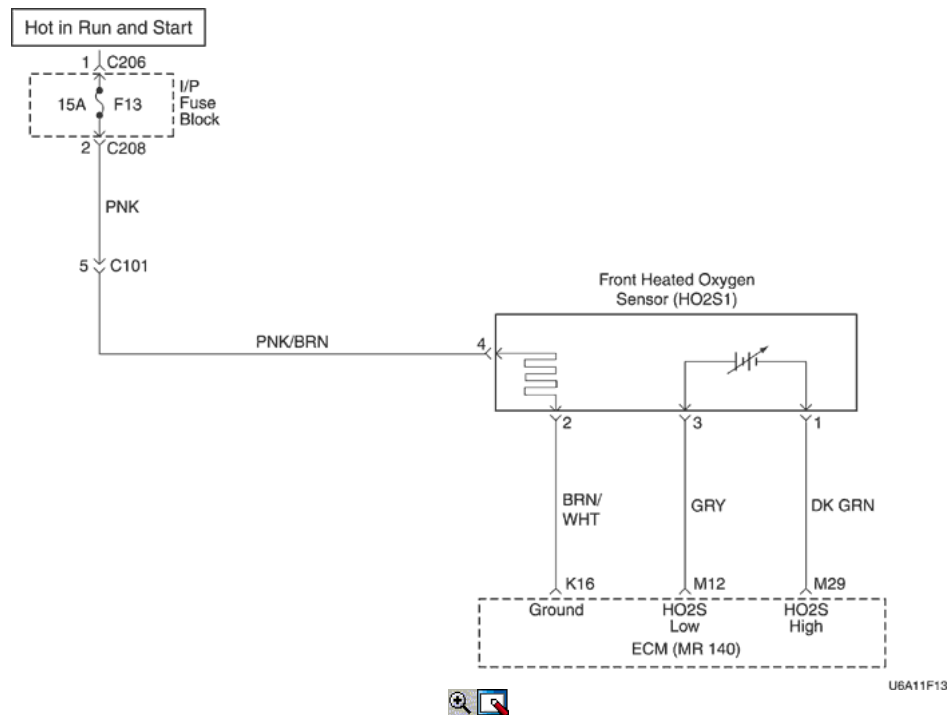 Hot in Run and Start
1 C206
15A F13
I/P
Fuse
Block
2 C208
PNK
5 C101
Front Heated Oxygen
Sensor (HO2S1)
PNK/BRN
4
2
3
1
BRN/
WHT
GRY
DK GRN
K16
M12
M29
Ground
HO2S
Low
HO2S
High
ECM (MR 140)
U6A11F13